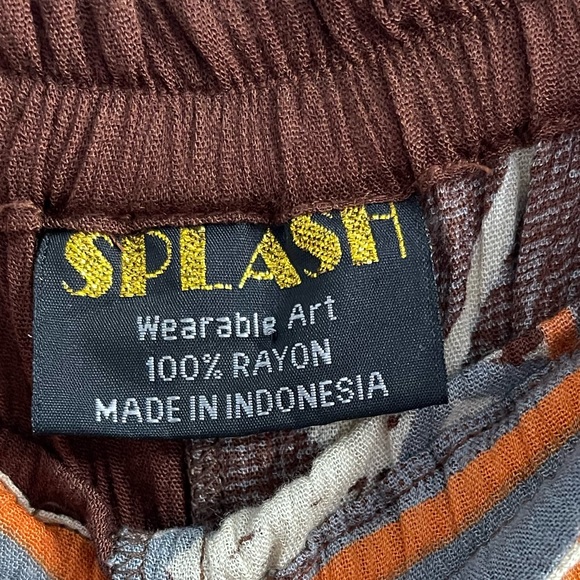 SPLASH
Wearable Art
100% RAYON
MADE IN INDONESIA